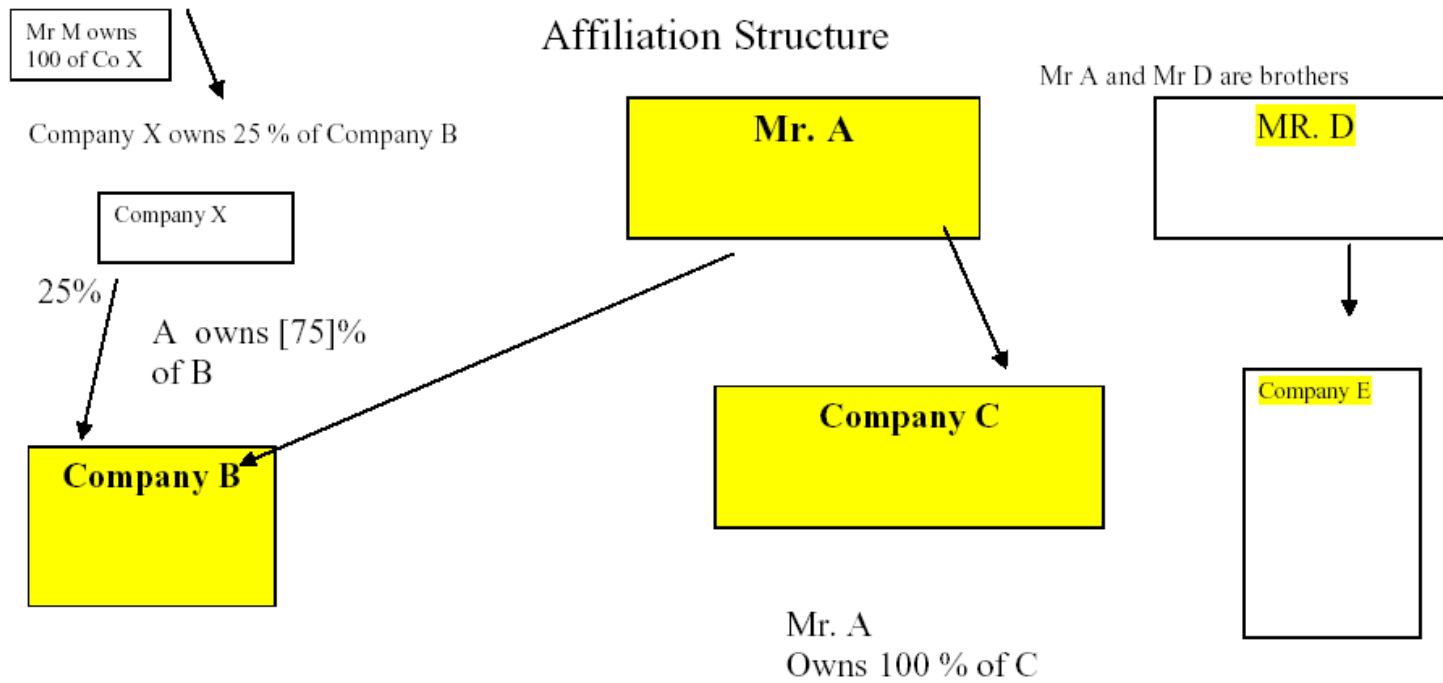 Mr M owns
100 of Co X
Affiliation Structure
Mr A and Mr D are brothers
Company X owns 25 % of Company B
Mr. A
MR. D
Company X
25%
A owns [75]%
of B
Company B
Company C
Company E
Mr. A
Owns 100 % of C